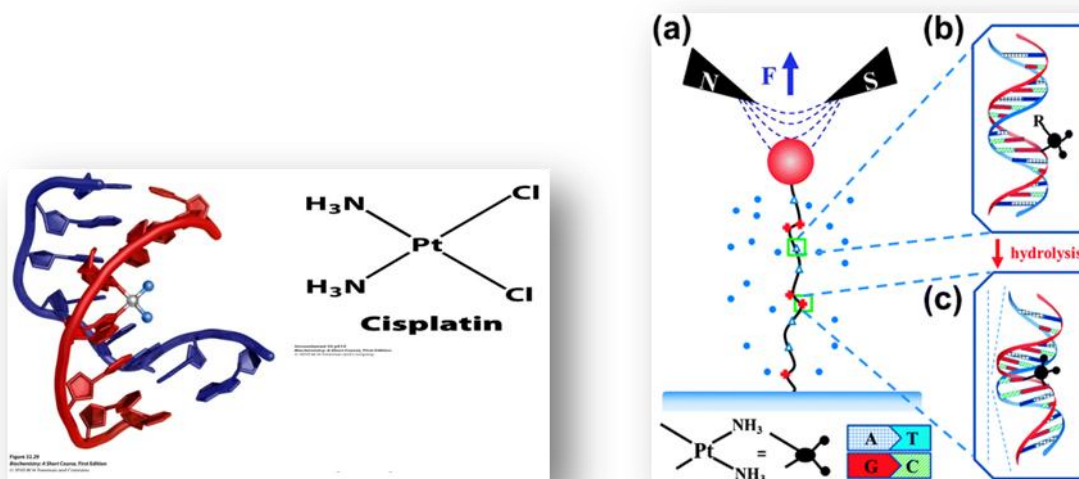 H₃N
Cl
Pt
H₃N
Cl
Cisplatin
Figure 31.29
Biochemistry: A Short Course, First Edition
(a)
N
F
S
(b)
R
hydrolysis
(c)
Pt
NH₃
NH₃
=
A
T
G
C